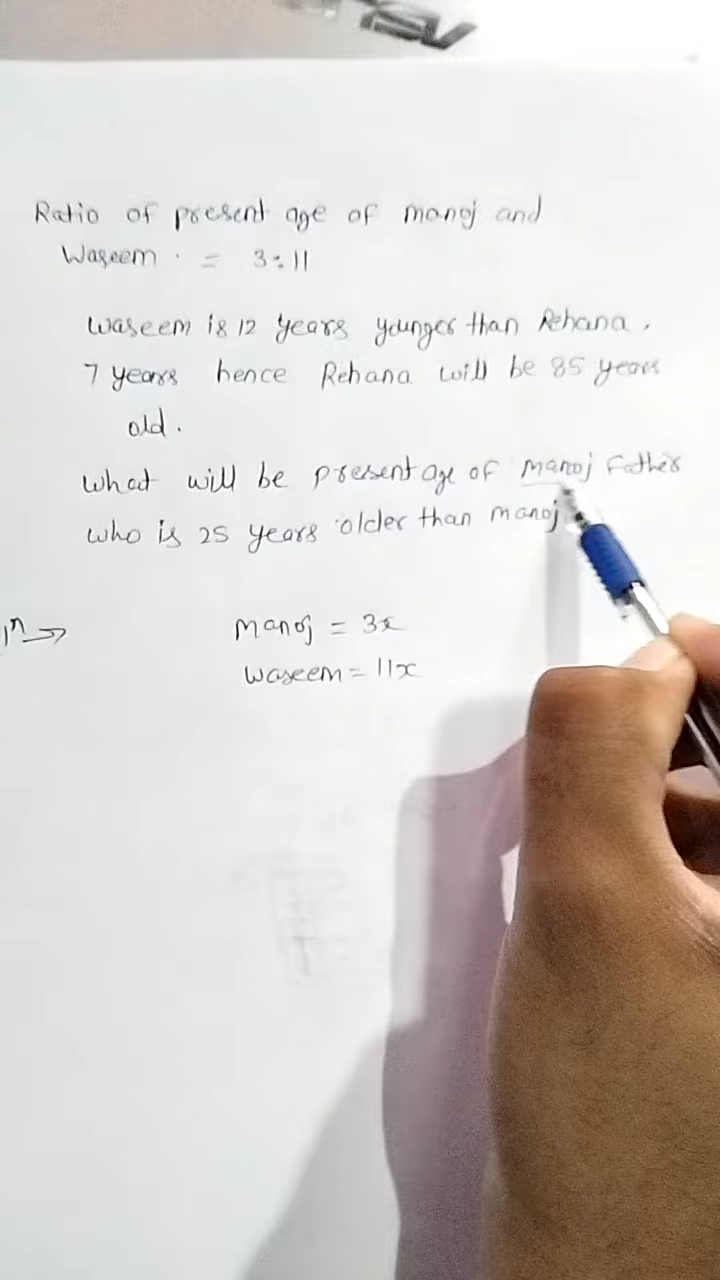 Ratio of present age of manoj and
Waseem . = 3:11
Waseem is 12 years younger than Rehana.
7 years hence Rehana will be 85 years
old.
What will be present age of manoj father
who is 25 years older than manoj
manoj = 3x
waseem = 11x